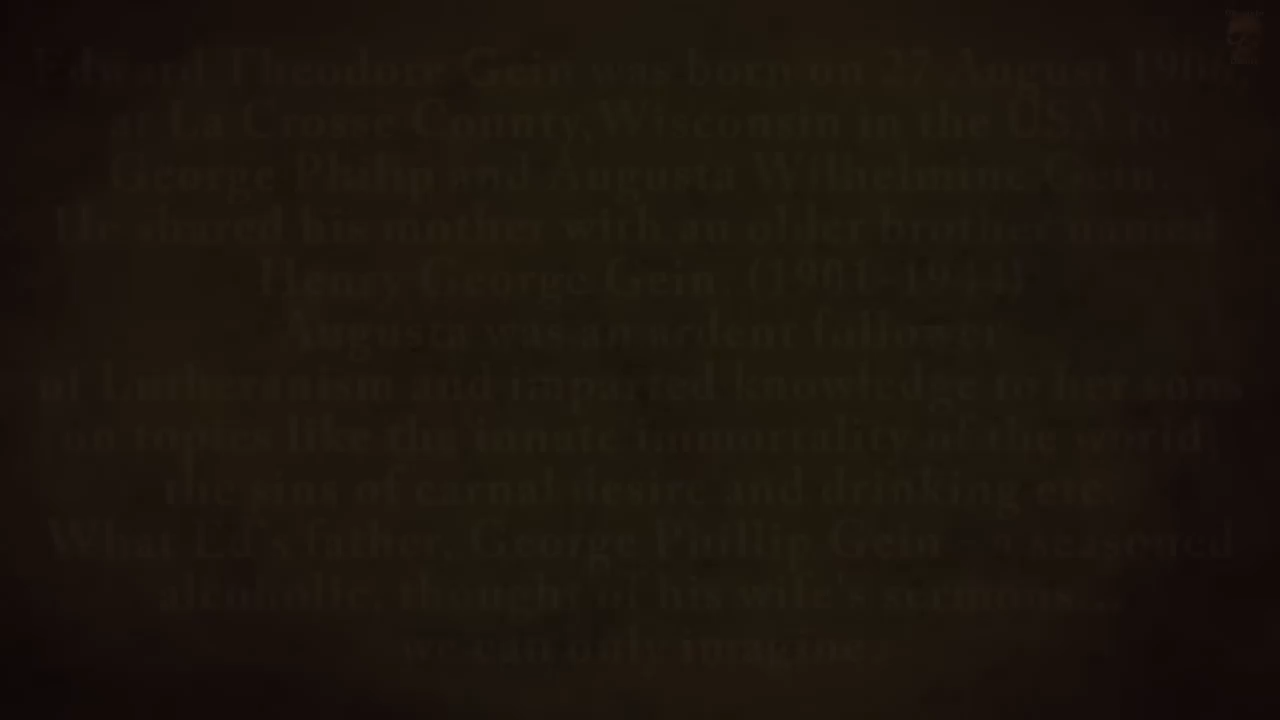 Edward Theodore Gein was born on 27 August 1906,
at La Crosse County,Wisconsin in the USA to
George Philip and Augusta Wilhelmine Gein.
He shared his mother with an older brother named
Henry George Gein (1901-1944)
Augusta was an ardent follower
of Lutheranism and imparted knowledge to her sons
on topics like the innate immortality of the world
the sins of carnal desire and drinking
What Ed's father, George Phillip Gein - a seasoned
alcoholic, thought of his wife's sermons...
we can only imagine